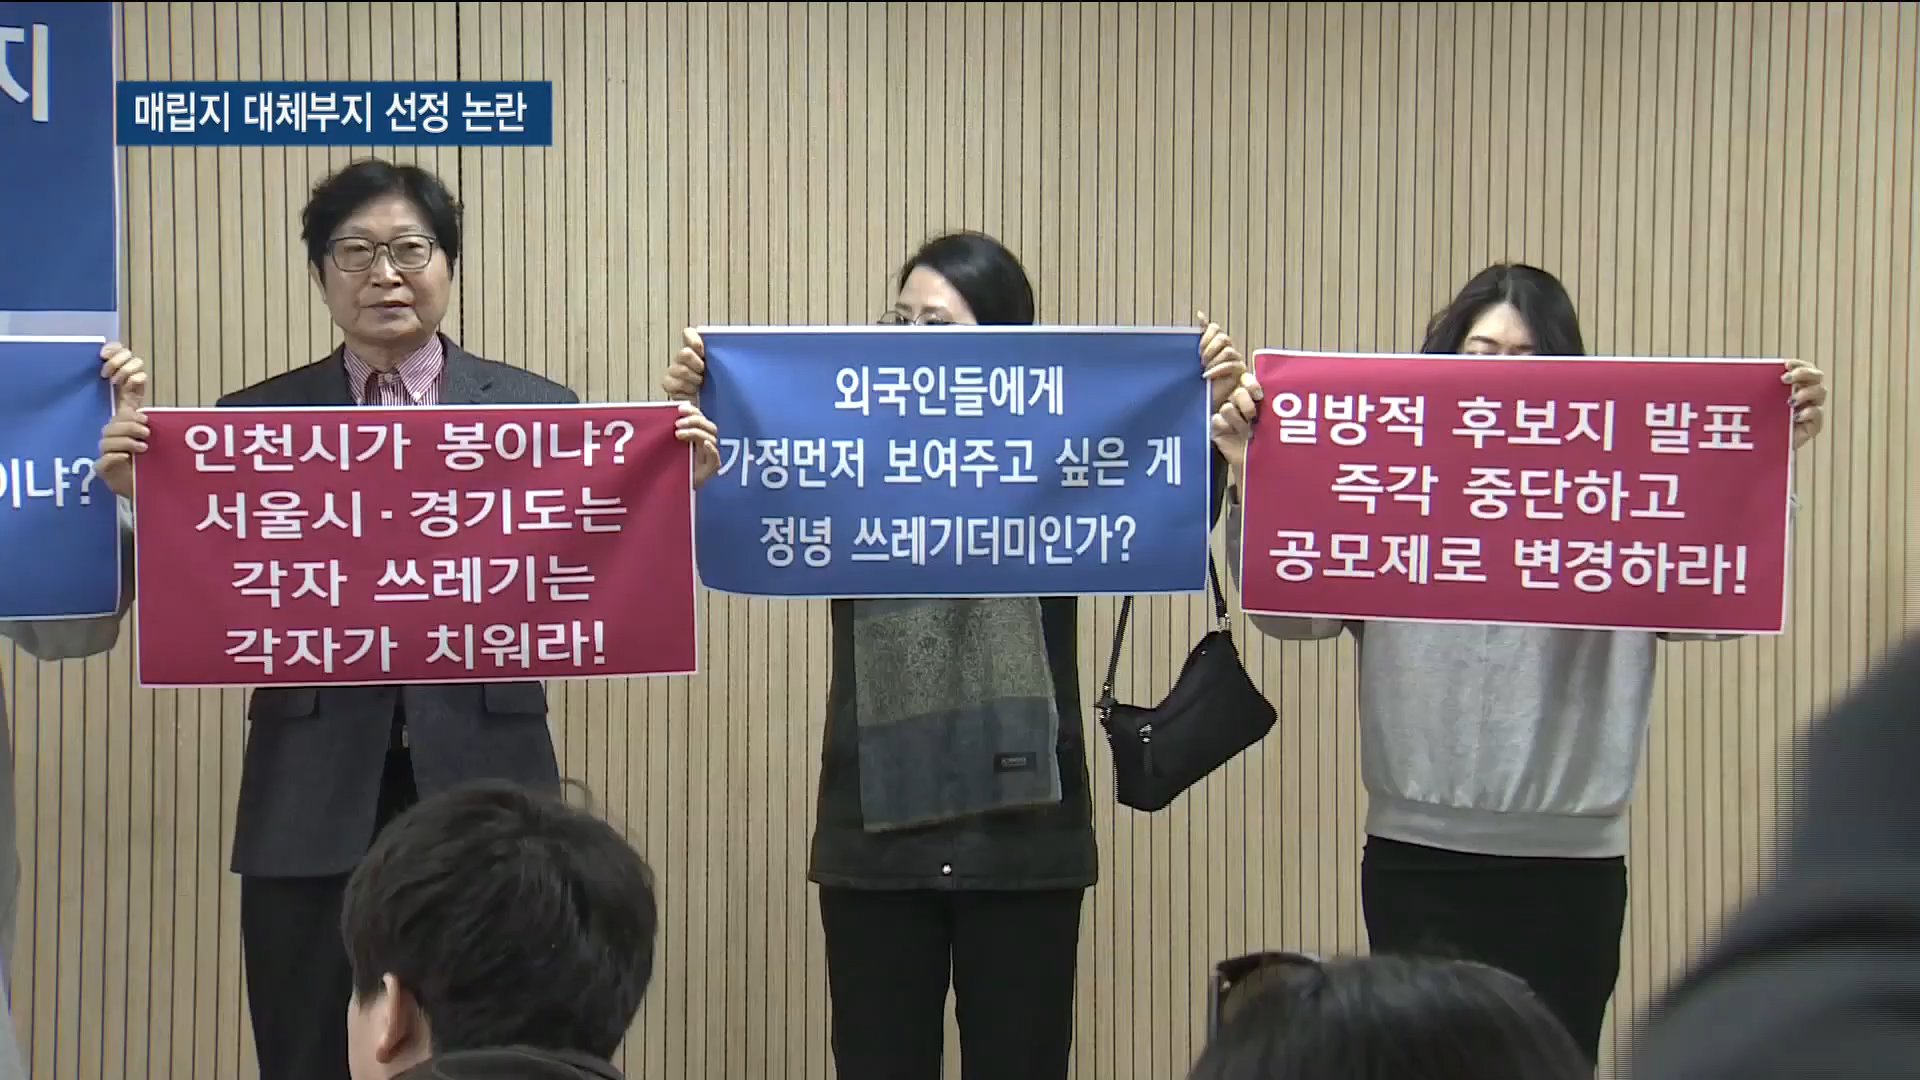 지
매립지 대체부지 선정 논란
이냐?
인천시가 봉이냐?
서울시·경기도는
각자 쓰레기는
각자가 치워라!
외국인들에게
가정먼저 보여주고 싶은 게
정녕 쓰레기더미인가?
일방적 후보지 발표
즉각 중단하고
공모제로 변경하라!